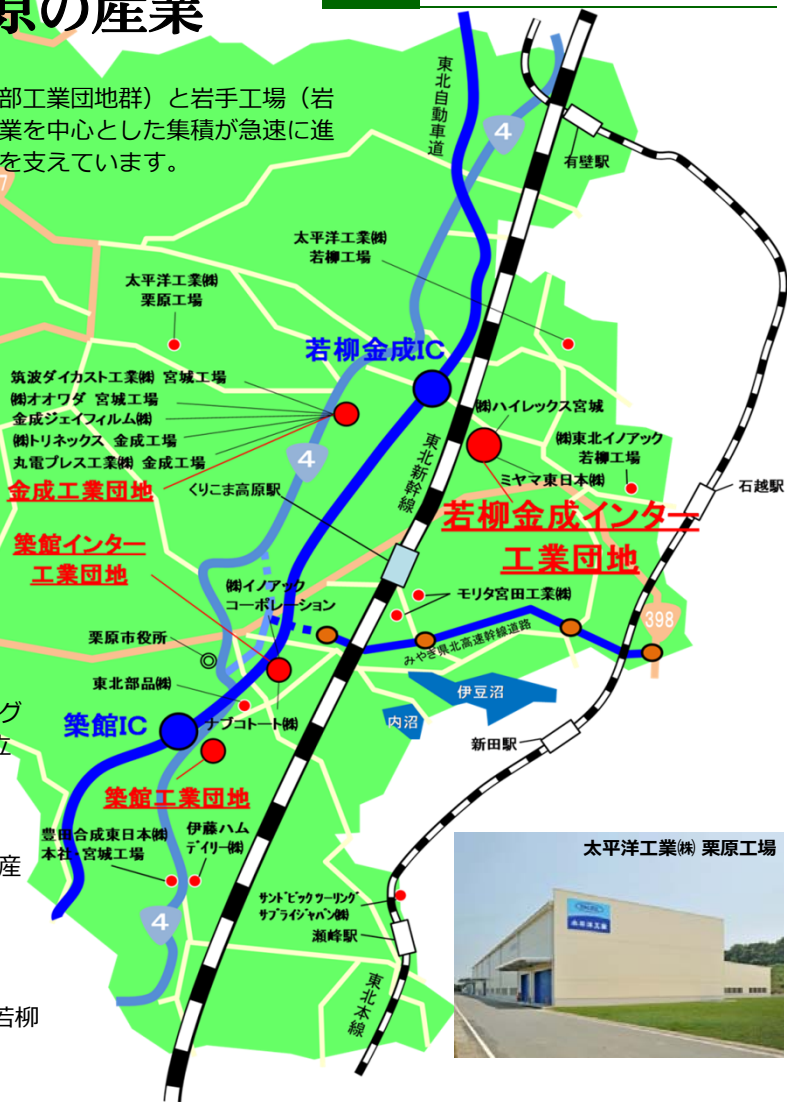 原の産業
部工業団地群）と岩手工場（岩
業を中心とした集積が急速に進
を支えています。
東北自動車道
4
有壁駅
7
太平洋工業㈱
若柳工場
太平洋工業㈱
栗原工場
若柳金成IC
筑波ダイカスト工業㈱ 宮城工場
㈱オオワダ 宮城工場
金成ジェイフィルム㈱
㈱トリネックス 金成工場
丸電プレス工業㈱ 金成工場
金成工業団地
4
くりこま高原駅
東北新幹線
㈱ハイレックス宮城
㈱東北イノアック
若柳工場
ミヤマ東日本㈱
石越駅
若柳金成インター
工業団地
築館インター
工業団地
㈱イノアック
コーポレーション
モリタ宮田工業㈱
398
栗原市役所
みやぎ県北高速幹線道路
東北部品㈱
伊豆沼
内沼
ング
立
築館IC
ナブコトート㈱
新田駅
築館工業団地
豊田合成東日本㈱
本社・宮城工場
伊藤ハム
デイリー㈱
産
太平洋工業㈱ 栗原工場
サンドビックツーリング
サプライジャパン㈱
瀬峰駅
4
東北本線
若柳
太平洋工業